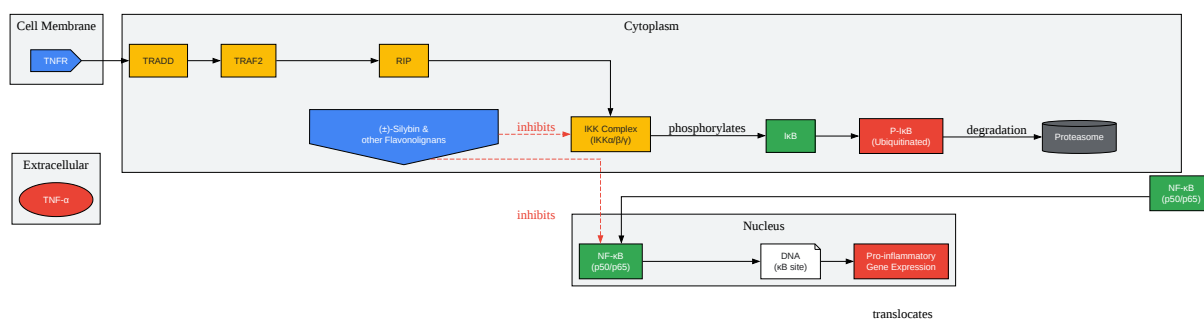 Cell Membrane
TNFR
Cytoplasm
TRADD
TRAF2
RIP
(±)-Silybin &
other Flavonolignans
inhibits
IKK Complex
(IKKα/β/γ)
phosphorylates
IκB
P-IκB
(Ubiquitinated)
degradation
Proteasome
Extracellular
TNF-α
NF-κB
(p50/p65)
inhibits
Nucleus
NF-κB
(p50/p65)
DNA
(κB site)
Pro-inflammatory
Gene Expression
translocates